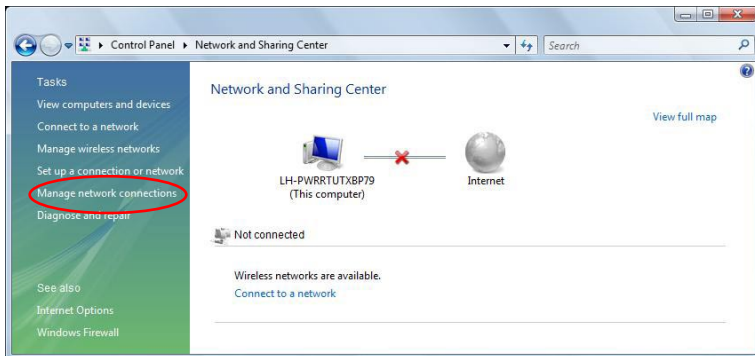 Control Panel ▸ Network and Sharing Center
Search
Tasks
View computers and devices
Connect to a network
Manage wireless networks
Set up a connection or network
Manage network connections
Diagnose and repair
See also
Internet Options
Windows Firewall
Network and Sharing Center
View full map
LH-PWRRTUTXBP79
(This computer)
Internet
Not connected
Wireless networks are available.
Connect to a network